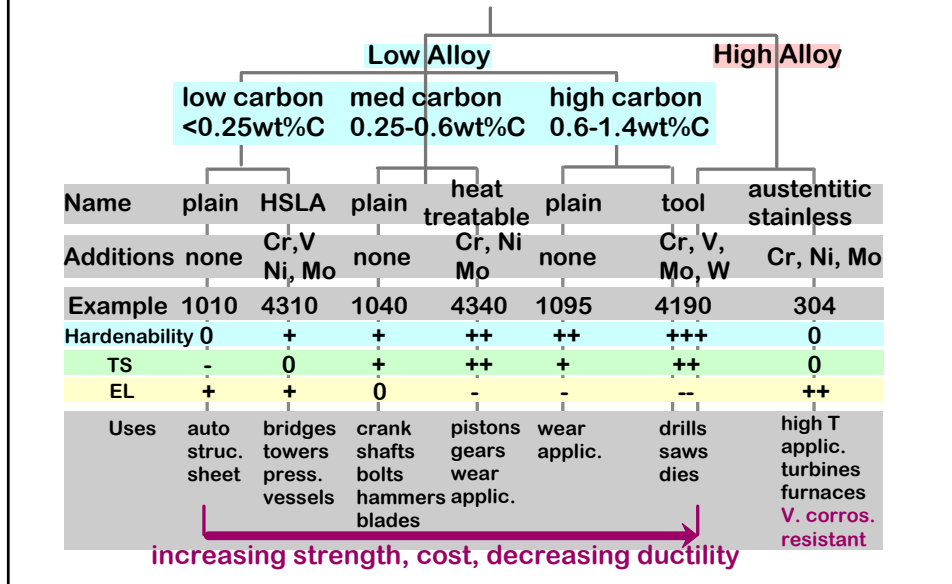 Low Alloy High Alloy
low carbon med carbon high carbon
<0.25wt%C 0.25-0.6wt%C 0.6-1.4wt%C
Name plain HSLA plain heat treatable plain tool austentitic stainless
Additions none Cr,V Ni, Mo none Cr, Ni Mo none Cr, V, Mo, W Cr, Ni, Mo
Example 1010 4310 1040 4340 1095 4190 304
Hardenability 0 + + ++ ++ +++ 0
TS - 0 + ++ + ++ 0
EL + + 0 - - -- ++
Uses auto bridges crank pistons wear drills high T
struc. towers shafts gears applic. saws applic.
sheet press. bolts wear dies turbines
vessels hammers applic. furnaces
blades V. corros.
resistant
increasing strength, cost, decreasing ductility